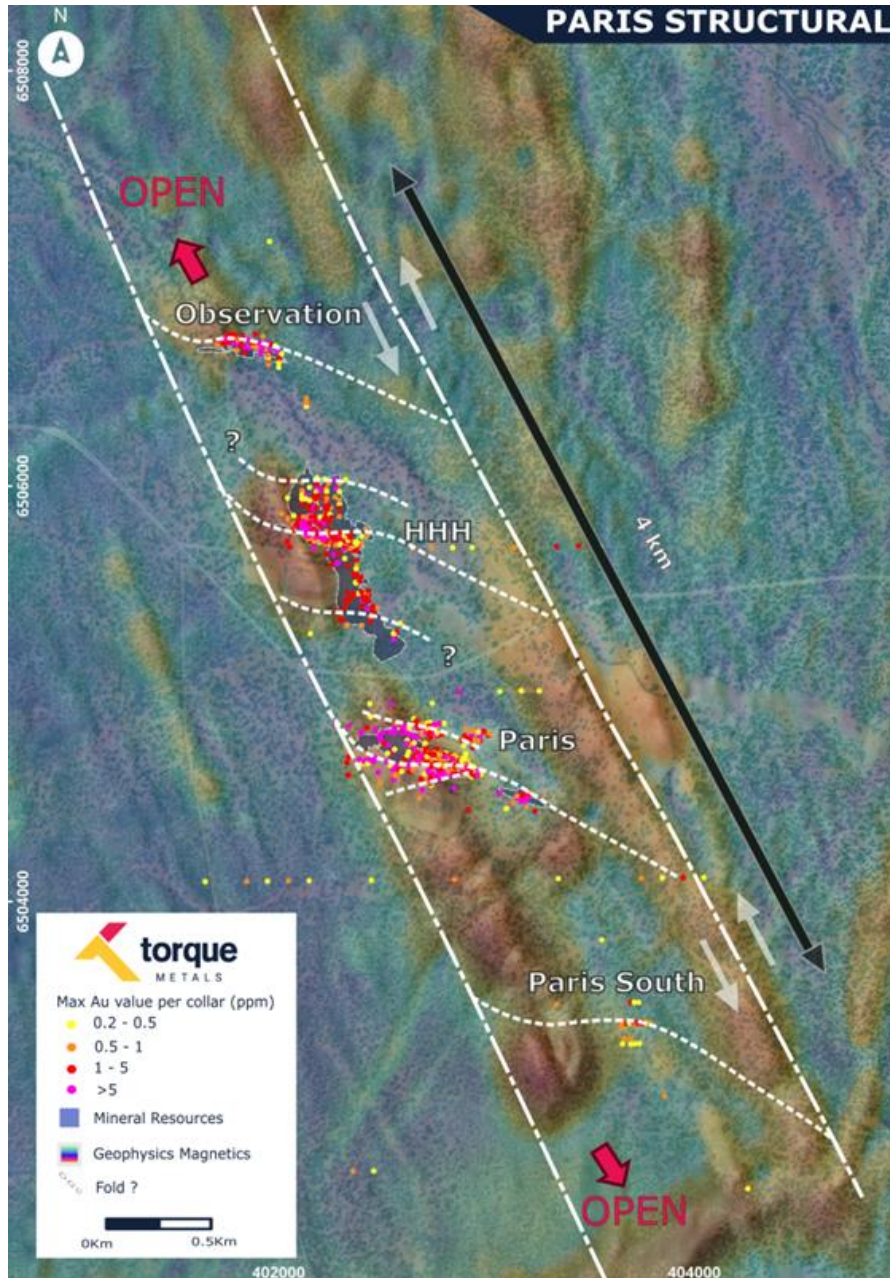 PARIS STRUCTURAL
N
6508000
OPEN
Observation
?
6506000
HHH
4 km
?
Paris
6504000
Paris South
torque
METALS
Max Au value per collar (ppm)
0.2 - 0.5
0.5 - 1
1 - 5
>5
Mineral Resources
Geophysics Magnetics
Fold ?
0Km 0.5Km
OPEN
402000 404000